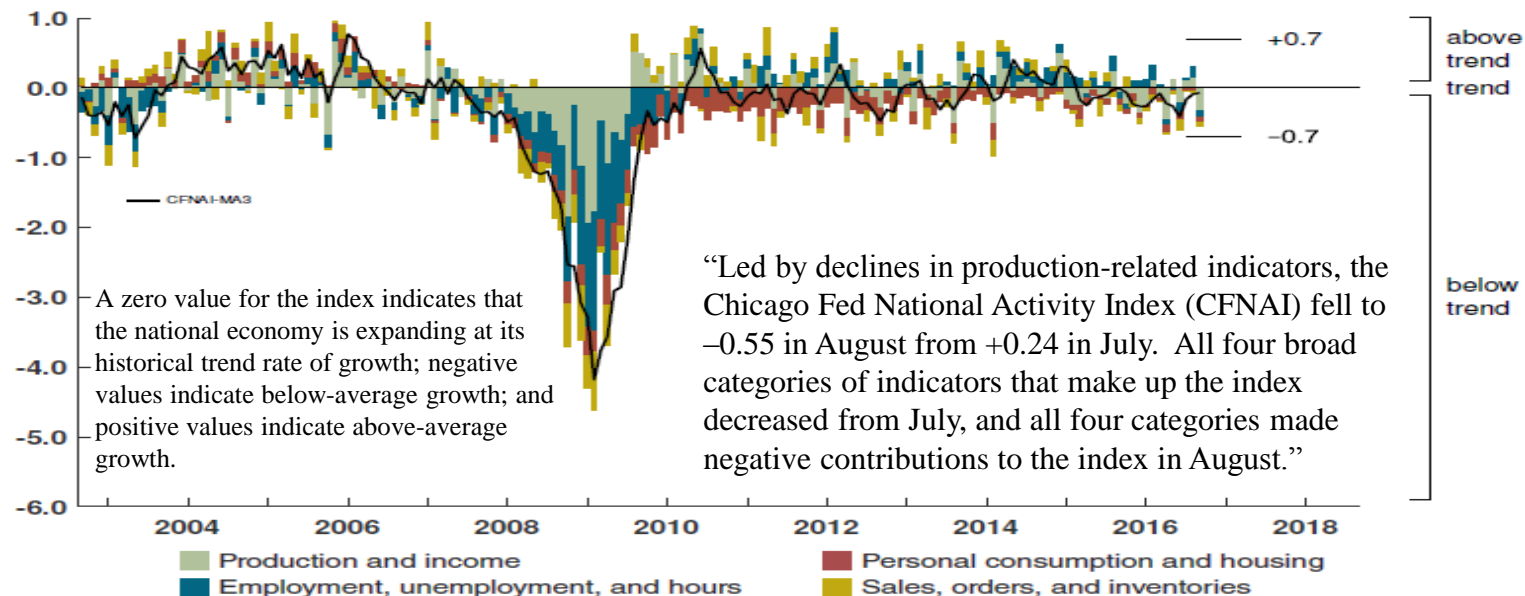 1.0
0.0
-1.0
-2.0
-3.0
-4.0
-5.0
-6.0
+0.7
−0.7
above
trend
trend
below
trend
CFNAI-MA3
A zero value for the index indicates that
the national economy is expanding at its
historical trend rate of growth; negative
values indicate below-average growth; and
positive values indicate above-average
growth.
“Led by declines in production-related indicators, the
Chicago Fed National Activity Index (CFNAI) fell to
–0.55 in August from +0.24 in July.  All four broad
categories of indicators that make up the index
decreased from July, and all four categories made
negative contributions to the index in August.”
2004 2006 2008 2010 2012 2014 2016 2018
Production and income
Personal consumption and housing
Employment, unemployment, and hours
Sales, orders, and inventories